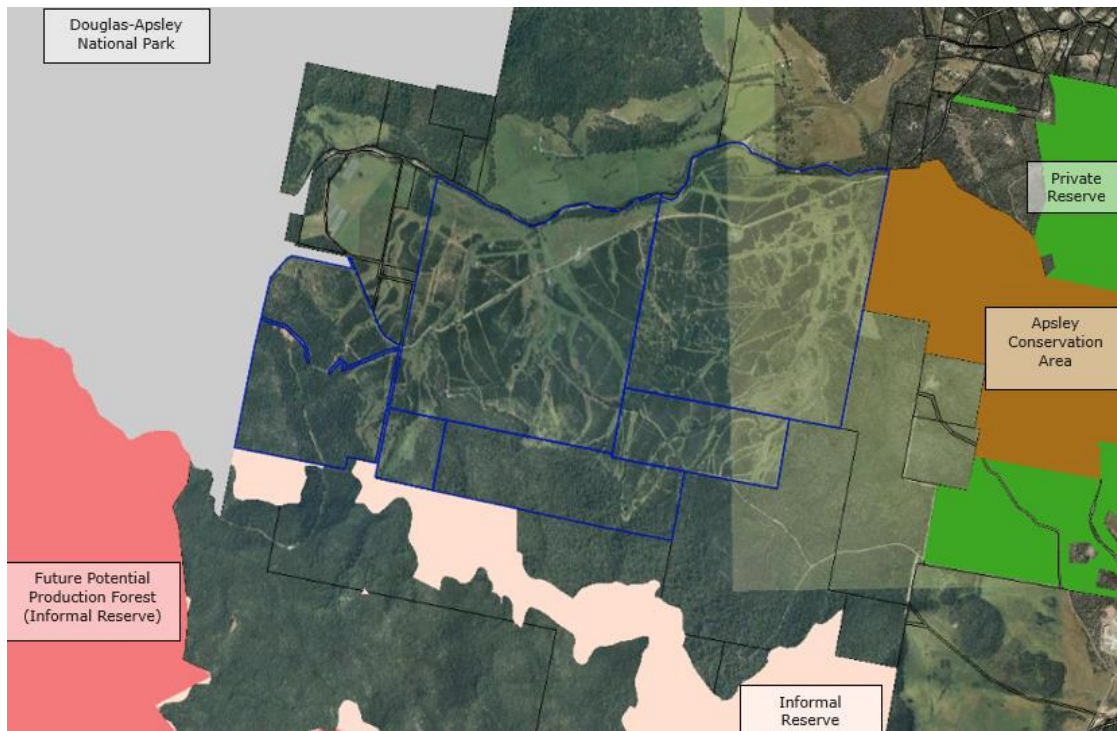 Douglas-Apsley
National Park
Private
Reserve
Apsley
Conservation
Area
Future Potential
Production Forest
(Informal Reserve)
Informal
Reserve